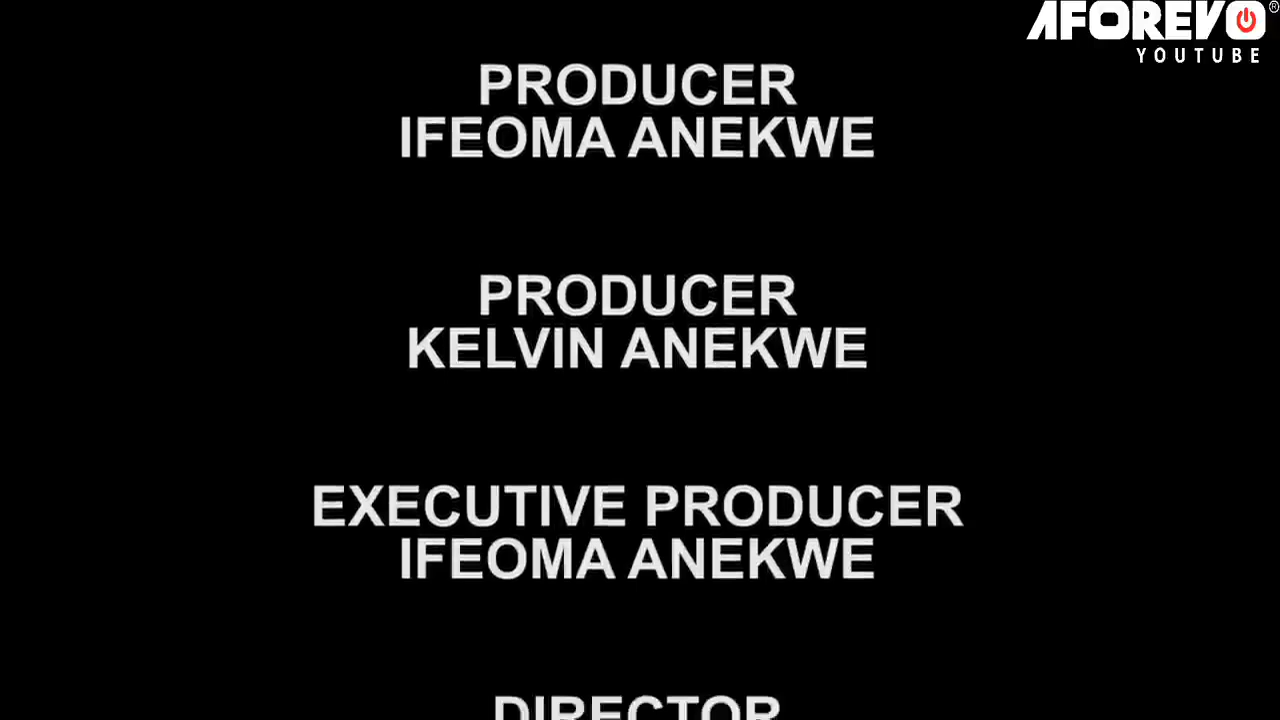 AFOREVO®
YOUTUBE
PRODUCER
IFEOMA ANEKWE
PRODUCER
KELVIN ANEKWE
EXECUTIVE PRODUCER
IFEOMA ANEKWE
DIRECTOR